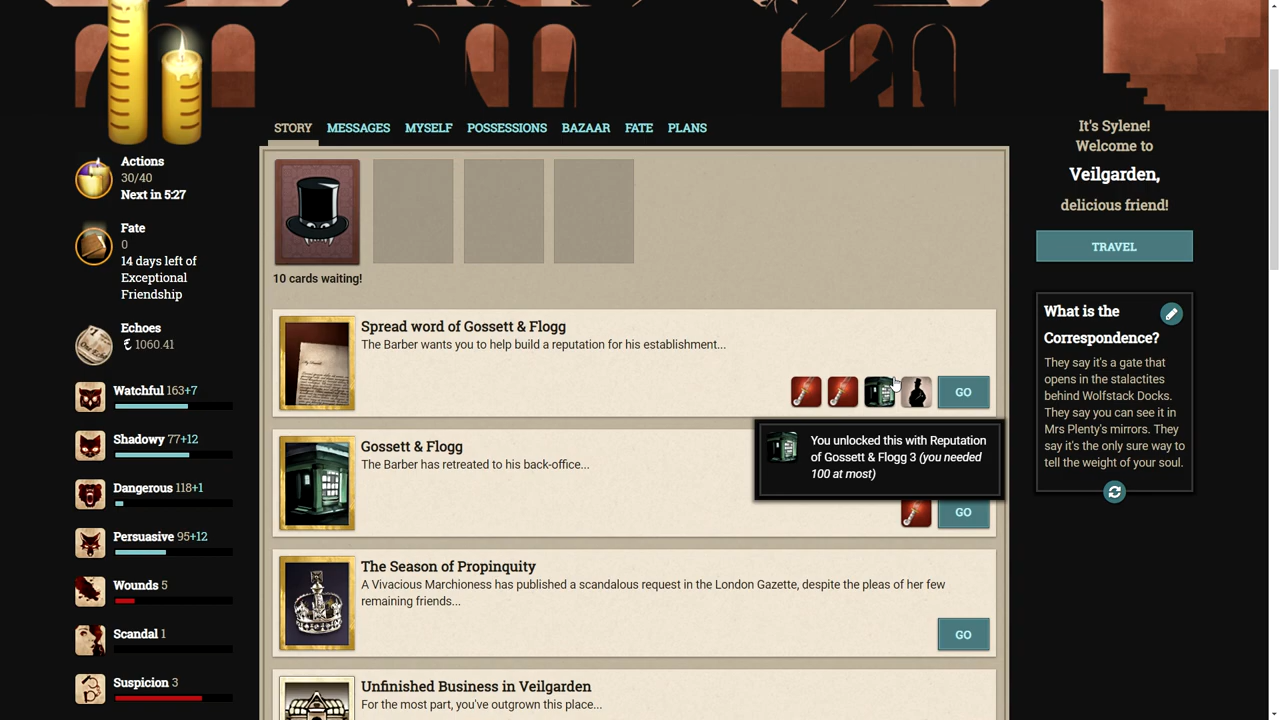 STORY
MESSAGES
MYSELF
POSSESSIONS
BAZAAR
FATE
PLANS
Actions
30/40
Next in 5:27
Fate
0
14 days left of
Exceptional
Friendship
Echoes
1060.41
Watchful 163+7
Shadowy 77+12
Dangerous 118+1
Persuasive 95+12
Wounds 5
Scandal 1
Suspicion 3
10 cards waiting!
Spread word of Gossett & Flogg
The Barber wants you to help build a reputation for his establishment...
GO
Gossett & Flogg
The Barber has retreated to his back-office...
You unlocked this with Reputation
of Gossett & Flogg 3 (you needed
100 at most)
GO
The Season of Propinquity
A Vivacious Marchioness has published a scandalous request in the London Gazette, despite the pleas of her few
remaining friends...
GO
Unfinished Business in Veilgarden
For the most part, you've outgrown this place...
It's Sylene!
Welcome to
Veilgarden,
delicious friend!
TRAVEL
What is the
Correspondence?
They say it's a gate that
opens in the stalactites
behind Wolfstack Docks.
They say you can see it in
Mrs Plenty's mirrors. They
say it's the only sure way to
tell the weight of your soul.